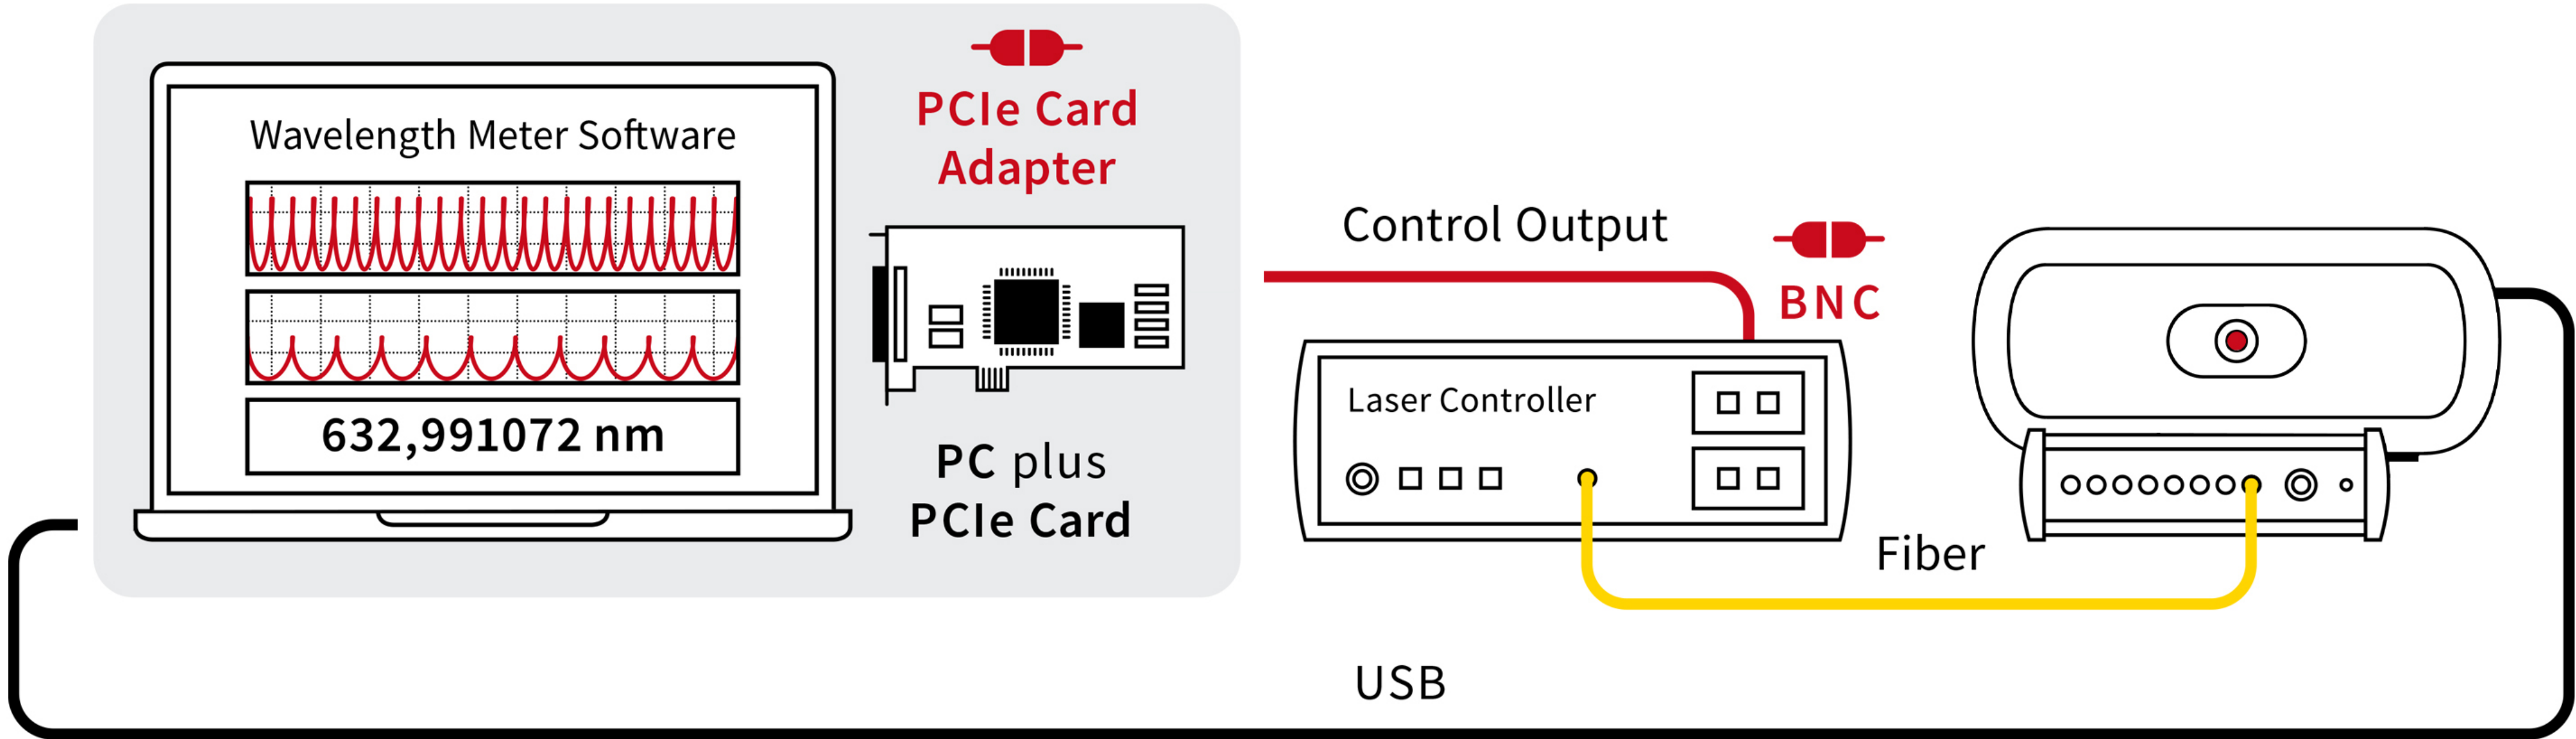 Wavelength Meter Software
632,991072 nm
PCIe Card
Adapter
PC plus
PCIe Card
Control Output
BNC
Laser Controller
Fiber
USB